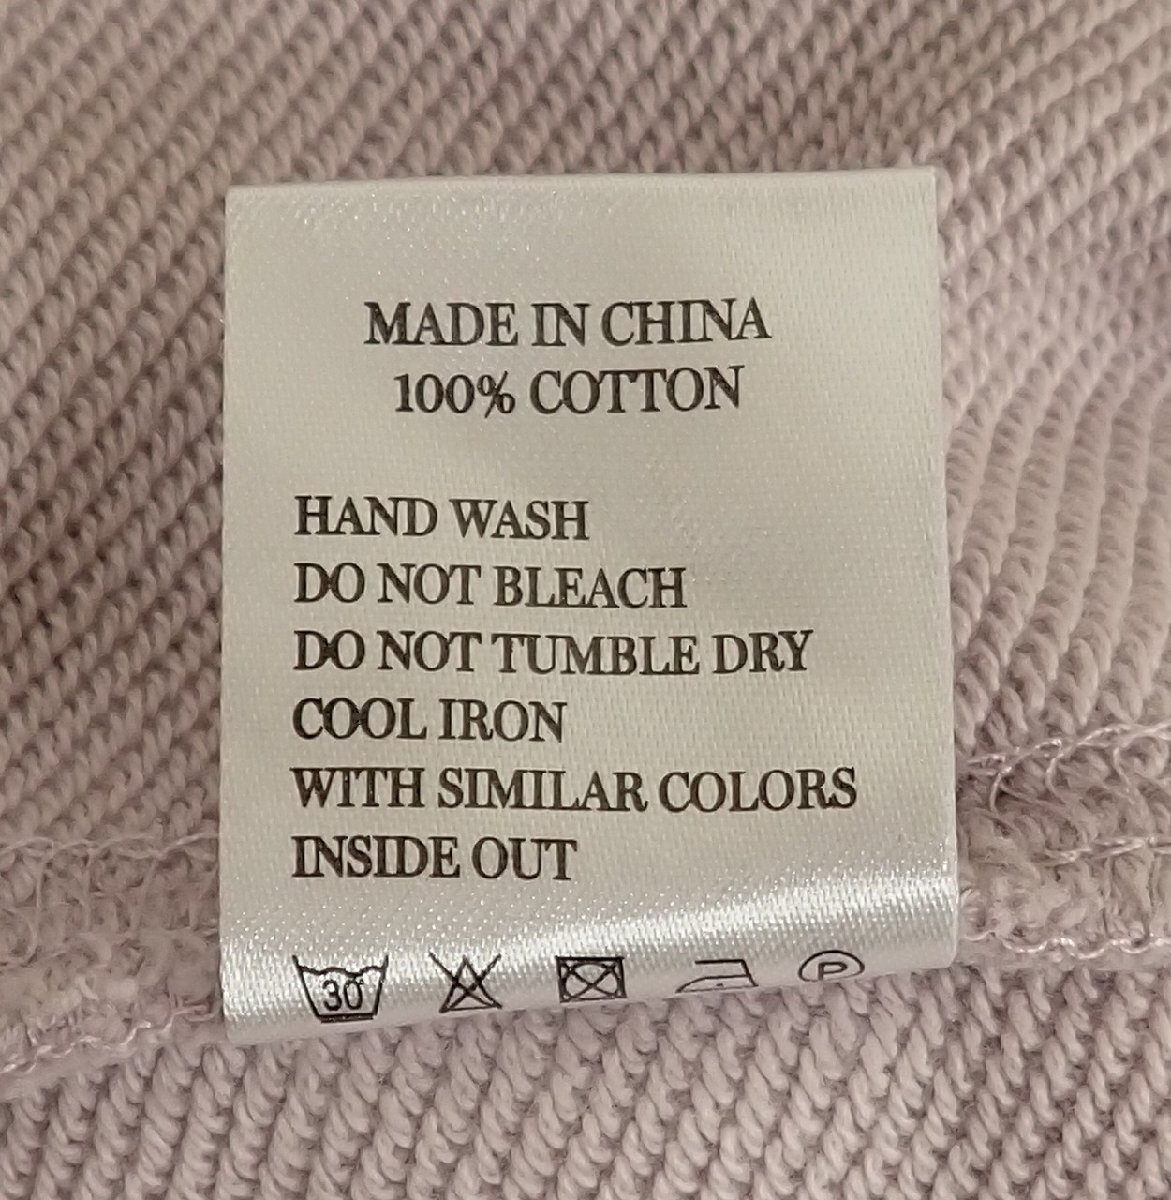 MADE IN CHINA
100% COTTON
HAND WASH
DO NOT BLEACH
DO NOT TUMBLE DRY
COOL IRON
WITH SIMILAR COLORS
INSIDE OUT
30 P